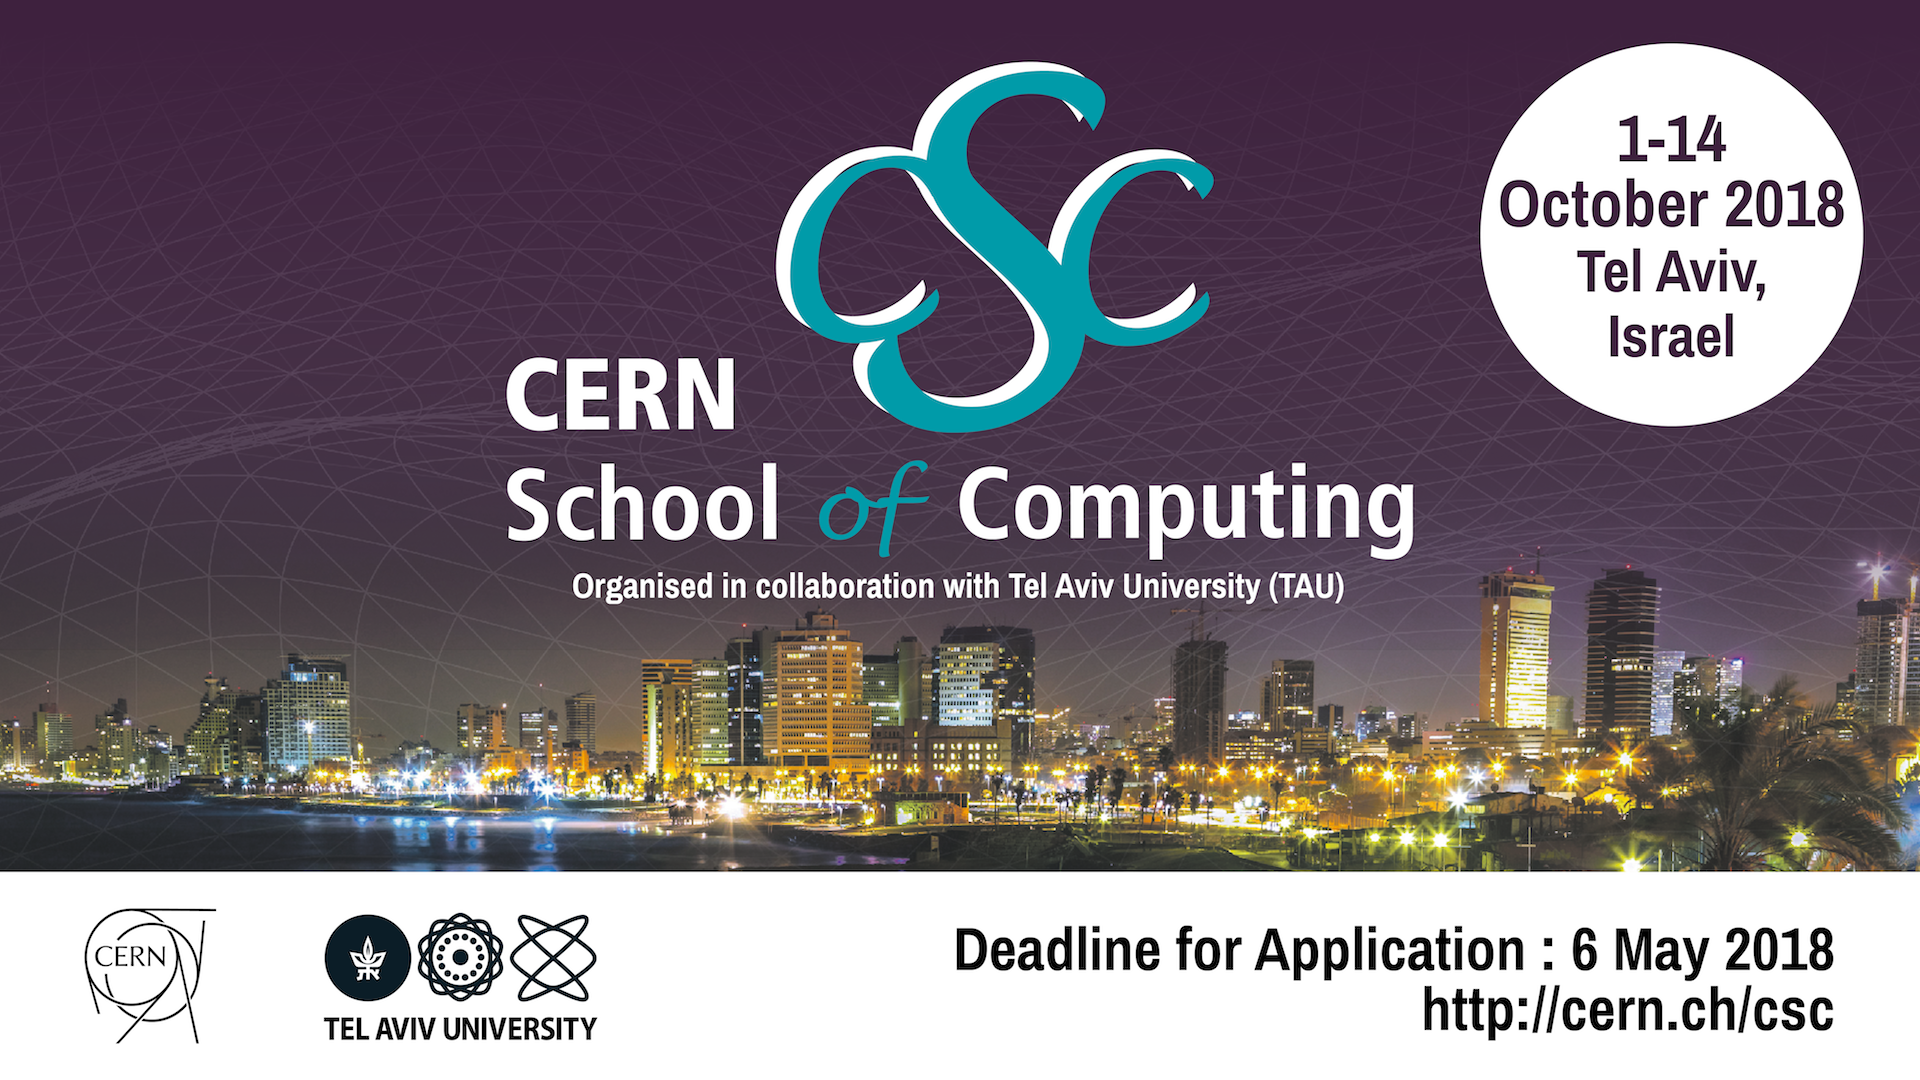 CSC
1-14
October 2018
Tel Aviv,
Israel
CERN
School of Computing
Organised in collaboration with Tel Aviv University (TAU)
CERN
את
TEL AVIV UNIVERSITY
Deadline for Application : 6 May 2018
http://cern.ch/csc